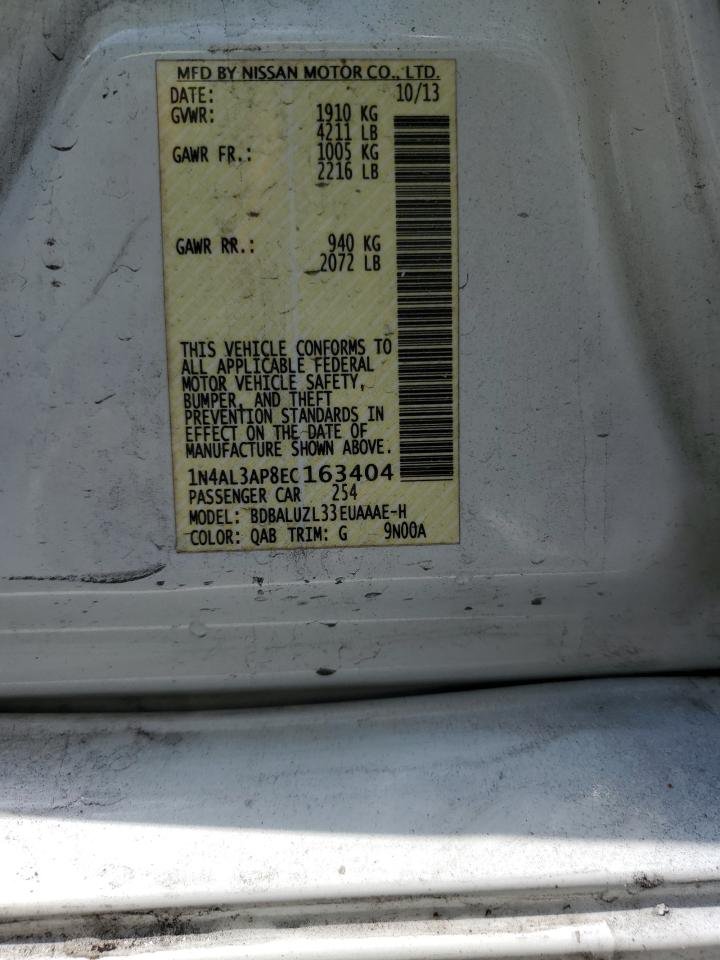 MFD BY NISSAN MOTOR CO., LTD.
DATE: 10/13
GVWR: 1910 KG
4211 LB
GAWR FR.: 1005 KG
2216 LB
GAWR RR.: 940 KG
2072 LB
THIS VEHICLE CONFORMS TO
ALL APPLICABLE FEDERAL
MOTOR VEHICLE SAFETY,
BUMPER, AND THEFT
PREVENTION STANDARDS IN
EFFECT ON THE DATE OF
MANUFACTURE SHOWN ABOVE.
1N4AL3AP8EC163404
PASSENGER CAR 254
MODEL: BDBALUZL33EUAAAE-H
COLOR: QAB TRIM: G 9N00A